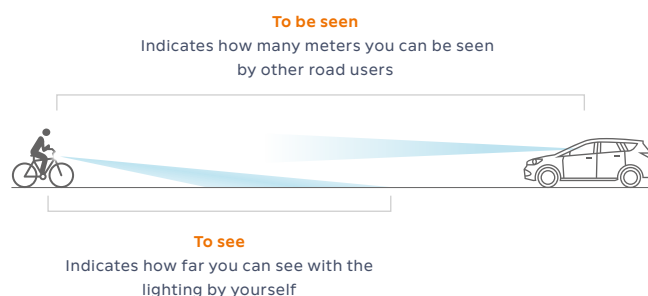 To be seen
Indicates how many meters you can be seen
by other road users
To see
Indicates how far you can see with the
lighting by yourself